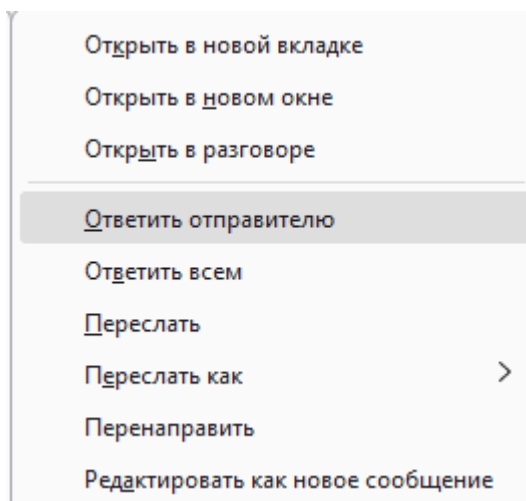 Открыть в новой вкладке
Открыть в новом окне
Открыть в разговоре
Ответить отправителю
Ответить всем
Переслать
Переслать как
Перенаправить
Редактировать как новое сообщение